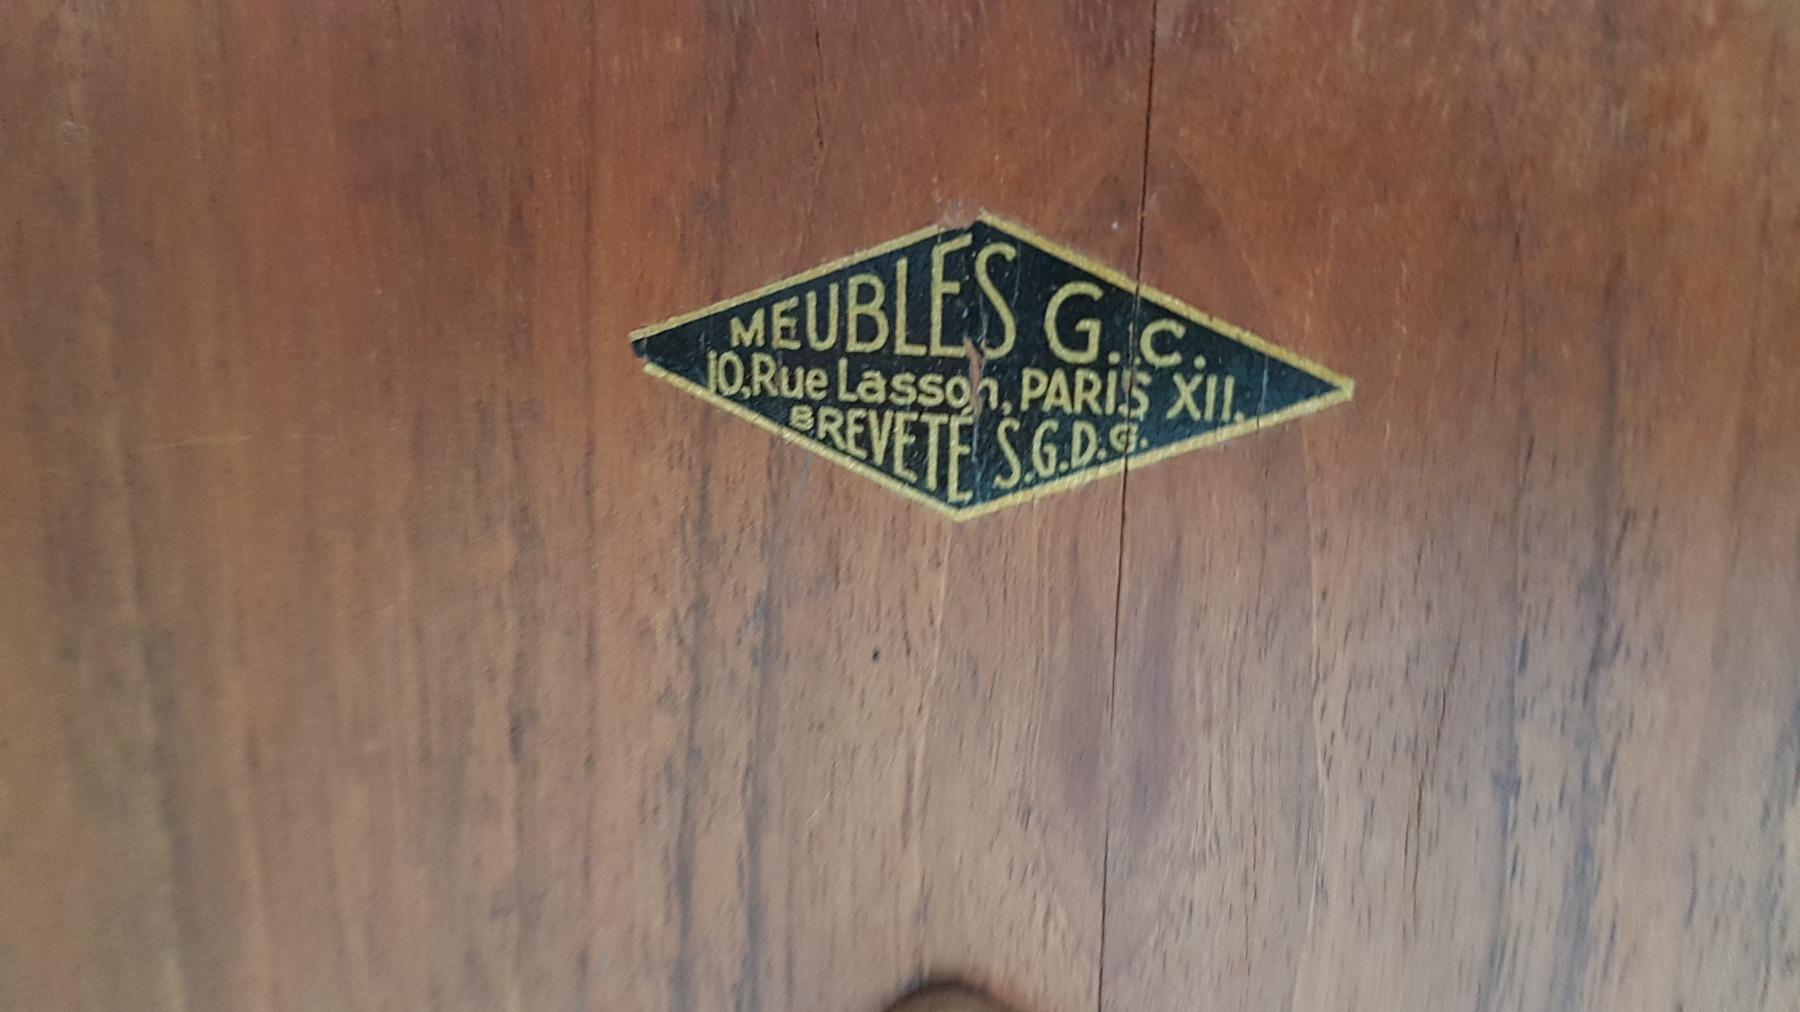 MEUBLES G.C.
10, Rue Lasson, PARIS XII.
BREVETÉ S.G.D.G.